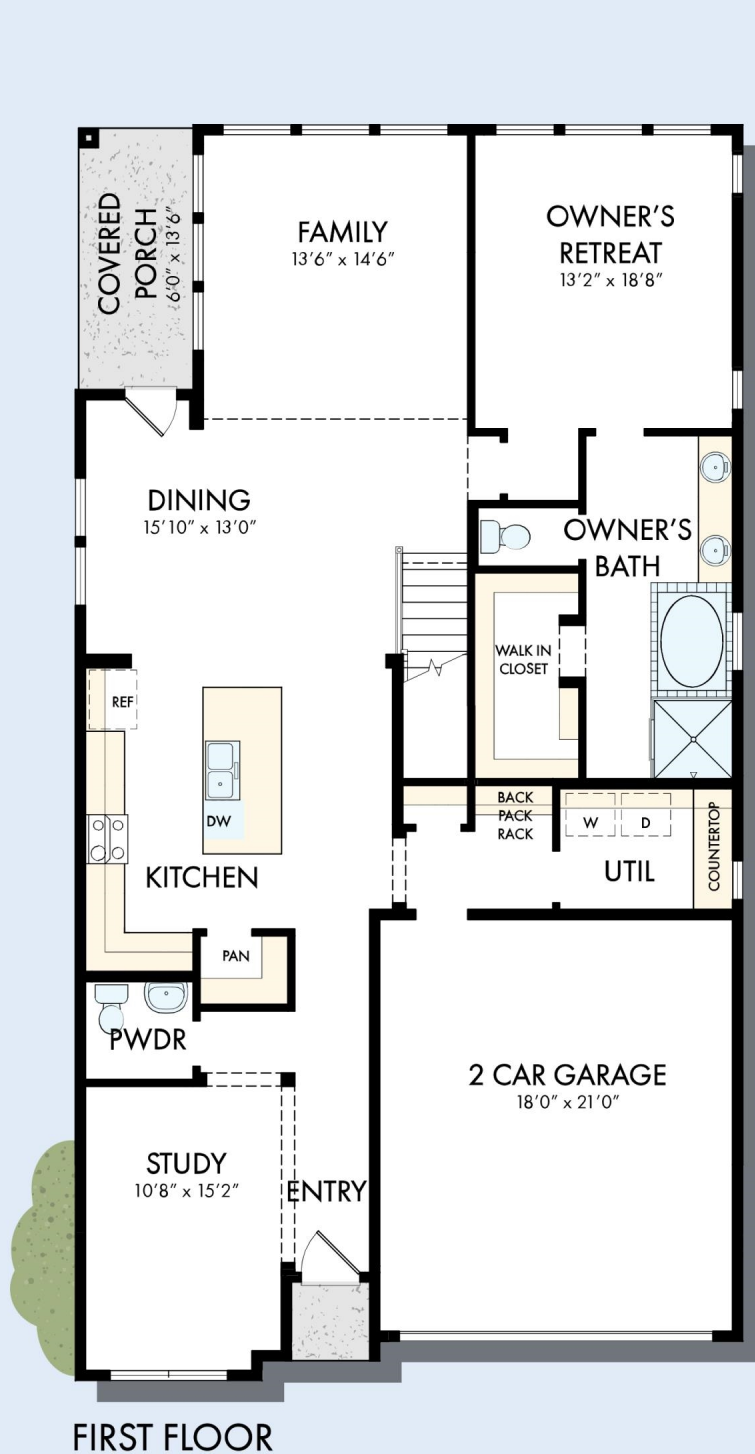 COVERED
PORCH
6'0" x 13'6"
FAMILY
13'6" x 14'6"
OWNER'S
RETREAT
13'2" x 18'8"
DINING
15'10" x 13'0"
OWNER'S
BATH
WALK IN
CLOSET
REF
DW
KITCHEN
BACK
PACK
RACK
W
D
UTIL
COUNTERTOP
PAN
PWDR
2 CAR GARAGE
18'0" x 21'0"
STUDY
10'8" x 15'2"
ENTRY
FIRST FLOOR